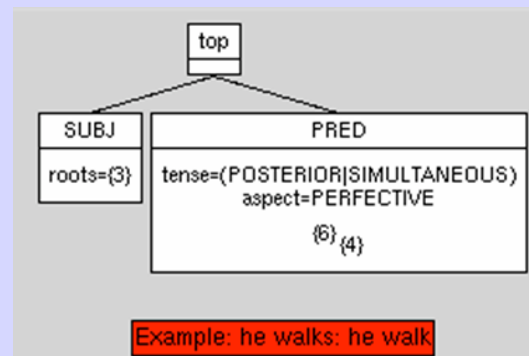 top
SUBJ
roots={3}
PRED
tense=(POSTERIOR|SIMULTANEOUS)
aspect=PERFECTIVE
{6}{4}
Example: he walks: he walk